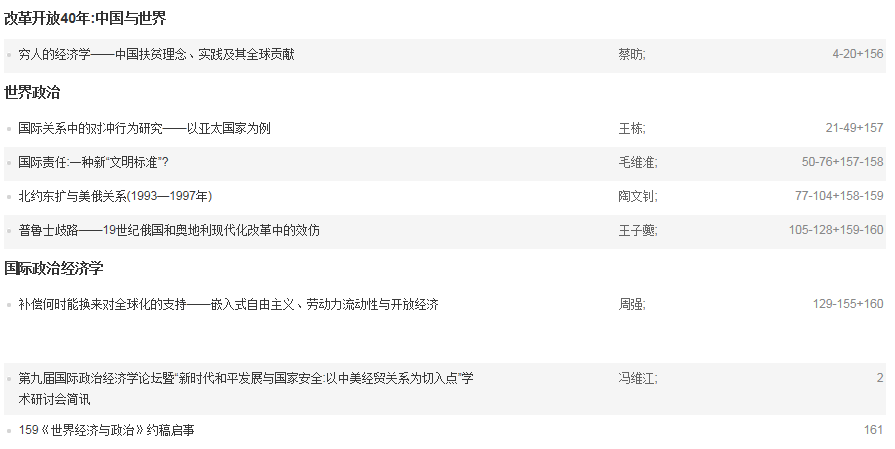 改革开放40年:中国与世界
穷人的经济学——中国扶贫理念、实践及其全球贡献 蔡昉; 4-20+156
世界政治
国际关系中的对冲行为研究——以亚太国家为例 王栋; 21-49+157
国际责任:一种新“文明标准”? 毛维准; 50-76+157-158
北约东扩与美俄关系(1993—1997年) 陶文钊; 77-104+158-159
普鲁士歧路——19世纪俄国和奥地利现代化改革中的效仿 王子夔; 105-128+159-160
国际政治经济学
补偿何时能换来对全球化的支持——嵌入式自由主义、劳动力流动性与开放经济 周强; 129-155+160
第九届国际政治经济学论坛暨“新时代和平发展与国家安全:以中美经贸关系为切入点”学 冯维江; 2
术研讨会简讯
159《世界经济与政治》约稿启事 161